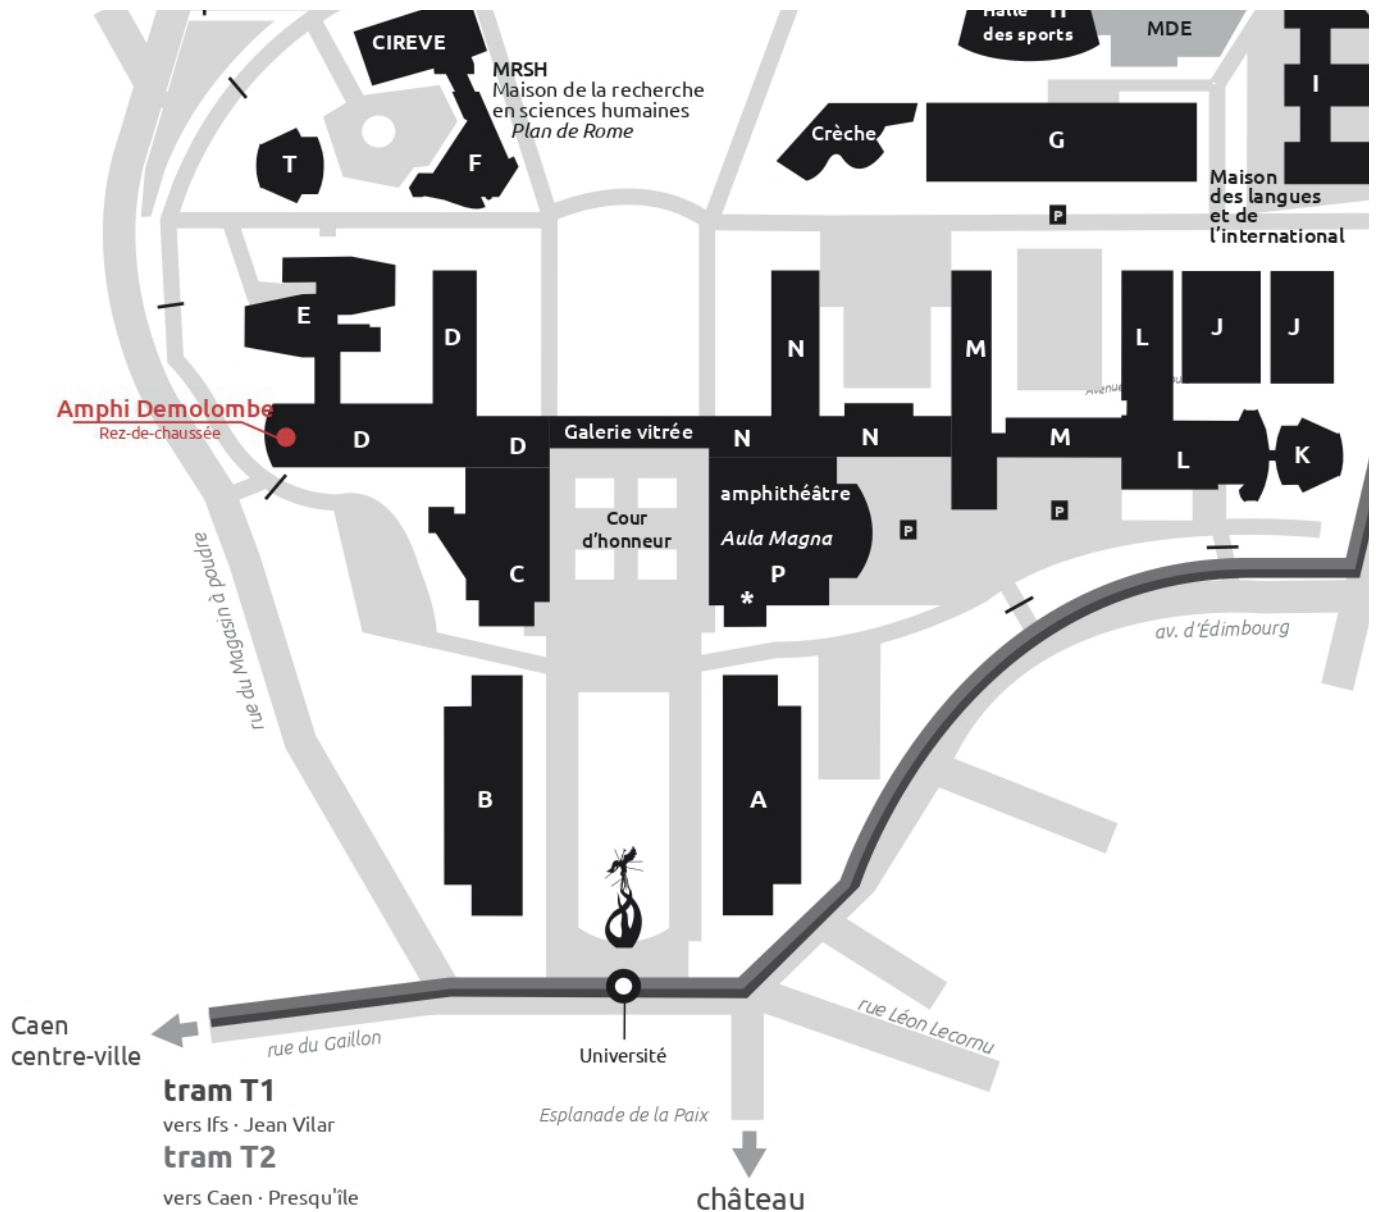 CIREVE
MRSH
Maison de la recherche
en sciences humaines
Plan de Rome
T
F
des sports
MDE
I
Crèche
G
Maison
des langues
et de
l'international
P
E
D
N
M
L
J
J
Avenue
Amphi Demolombe
Rez-de-chaussée
D
D
Galerie vitrée
N
N
M
L
K
amphithéâtre
Aula Magna
P
*
Cour
d'honneur
C
P
P
rue du Magasin à poudre
av. d'Édimbourg
B
A
Caen
centre-ville
rue du Gaillon
Université
rue Léon Lecornu
tram T1
vers Ifs · Jean Vilar
tram T2
vers Caen · Presqu'île
Esplanade de la Paix
château